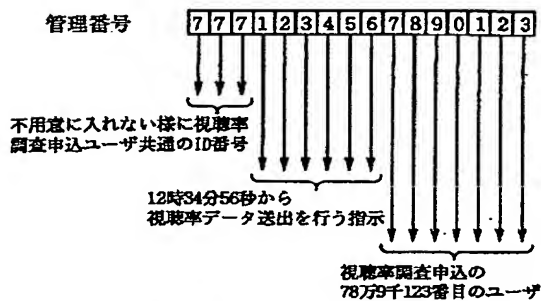 管理番号 7771234567890123
不用意に入れない様に視聴率
調査申込ユーザ共通のID番号
12時34分56秒から
視聴率データ送出を行う指示
視聴率調査申込の
78万9千123番目のユーザ